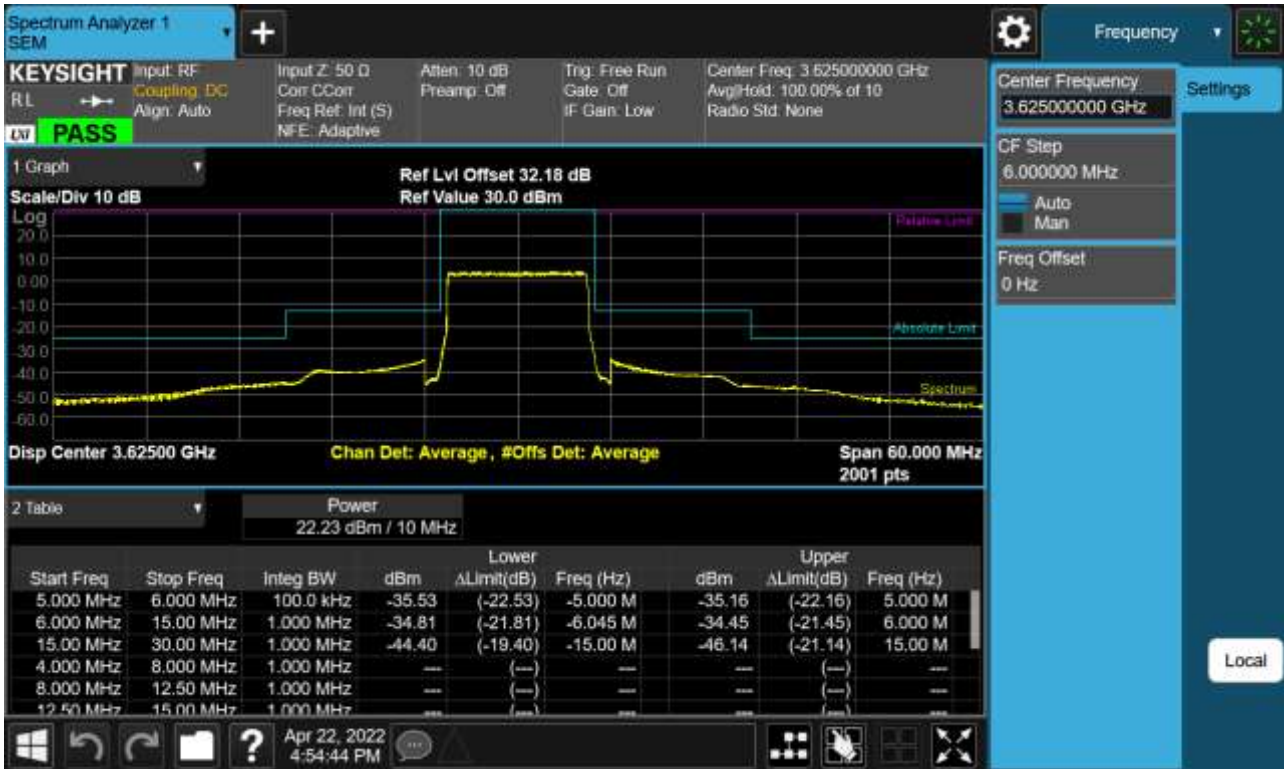 Spectrum Analyzer 1
SEM
+
Frequency
KEYSIGHT
RL
LXI
PASS
Input: RF
Coupling: DC
Align: Auto
Input Z: 50 Ω
Corr CCorr
Freq Ref: Int (S)
NFE: Adaptive
Atten: 10 dB
Preamp: Off
Trig: Free Run
Gate: Off
IF Gain: Low
Center Freq: 3.625000000 GHz
Avg|Hold: 100.00% of 10
Radio Std: None
Center Frequency
3.625000000 GHz
Settings
CF Step
6.000000 MHz
Auto
Man
Freq Offset
0 Hz
1 Graph
Scale/Div 10 dB
Ref Lvl Offset 32.18 dB
Ref Value 30.0 dBm
Log
Relative Limit
20.0
10.0
0.00
-10.0
-20.0
Absolute Limit
-30.0
-40.0
Spectrum
-50.0
-60.0
Disp Center 3.62500 GHz
Chan Det: Average, #Offs Det: Average
Span 60.000 MHz
2001 pts
2 Table
Power
22.23 dBm / 10 MHz
Lower Upper
Start Freq Stop Freq Integ BW dBm ΔLimit(dB) Freq (Hz) dBm ΔLimit(dB) Freq (Hz)
5.000 MHz 6.000 MHz 100.0 kHz -35.53 (-22.53) -5.000 M -35.16 (-22.16) 5.000 M
6.000 MHz 15.00 MHz 1.000 MHz -34.81 (-21.81) -6.045 M -34.45 (-21.45) 6.000 M
15.00 MHz 30.00 MHz 1.000 MHz -44.40 (-19.40) -15.00 M -46.14 (-21.14) 15.00 M
4.000 MHz 8.000 MHz 1.000 MHz --- (---) --- --- (---) ---
8.000 MHz 12.50 MHz 1.000 MHz --- (---) --- --- (---) ---
12.50 MHz 15.00 MHz 1.000 MHz --- (---) --- --- (---) ---
Local
?
Apr 22, 2022
4:54:44 PM